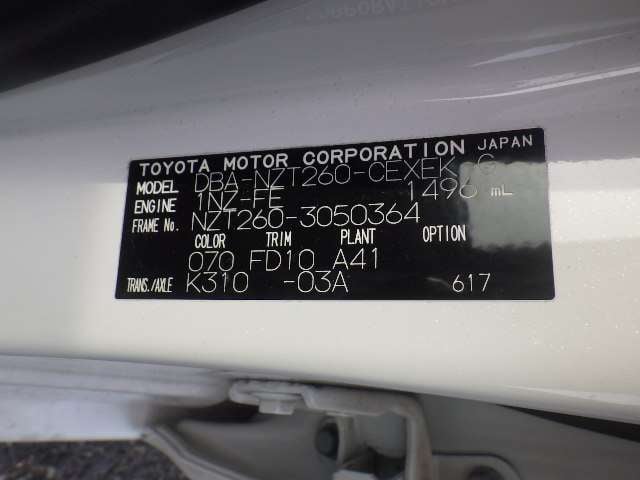 TOYOTA MOTOR CORPORATION JAPAN
MODEL DBA-NZT260-CEXEK G
ENGINE 1NZ-FE 1496 mL
FRAME No. NZT260-3050364
COLOR TRIM PLANT OPTION
070 FD10 A41
TRANS./AXLE K310 -03A 617